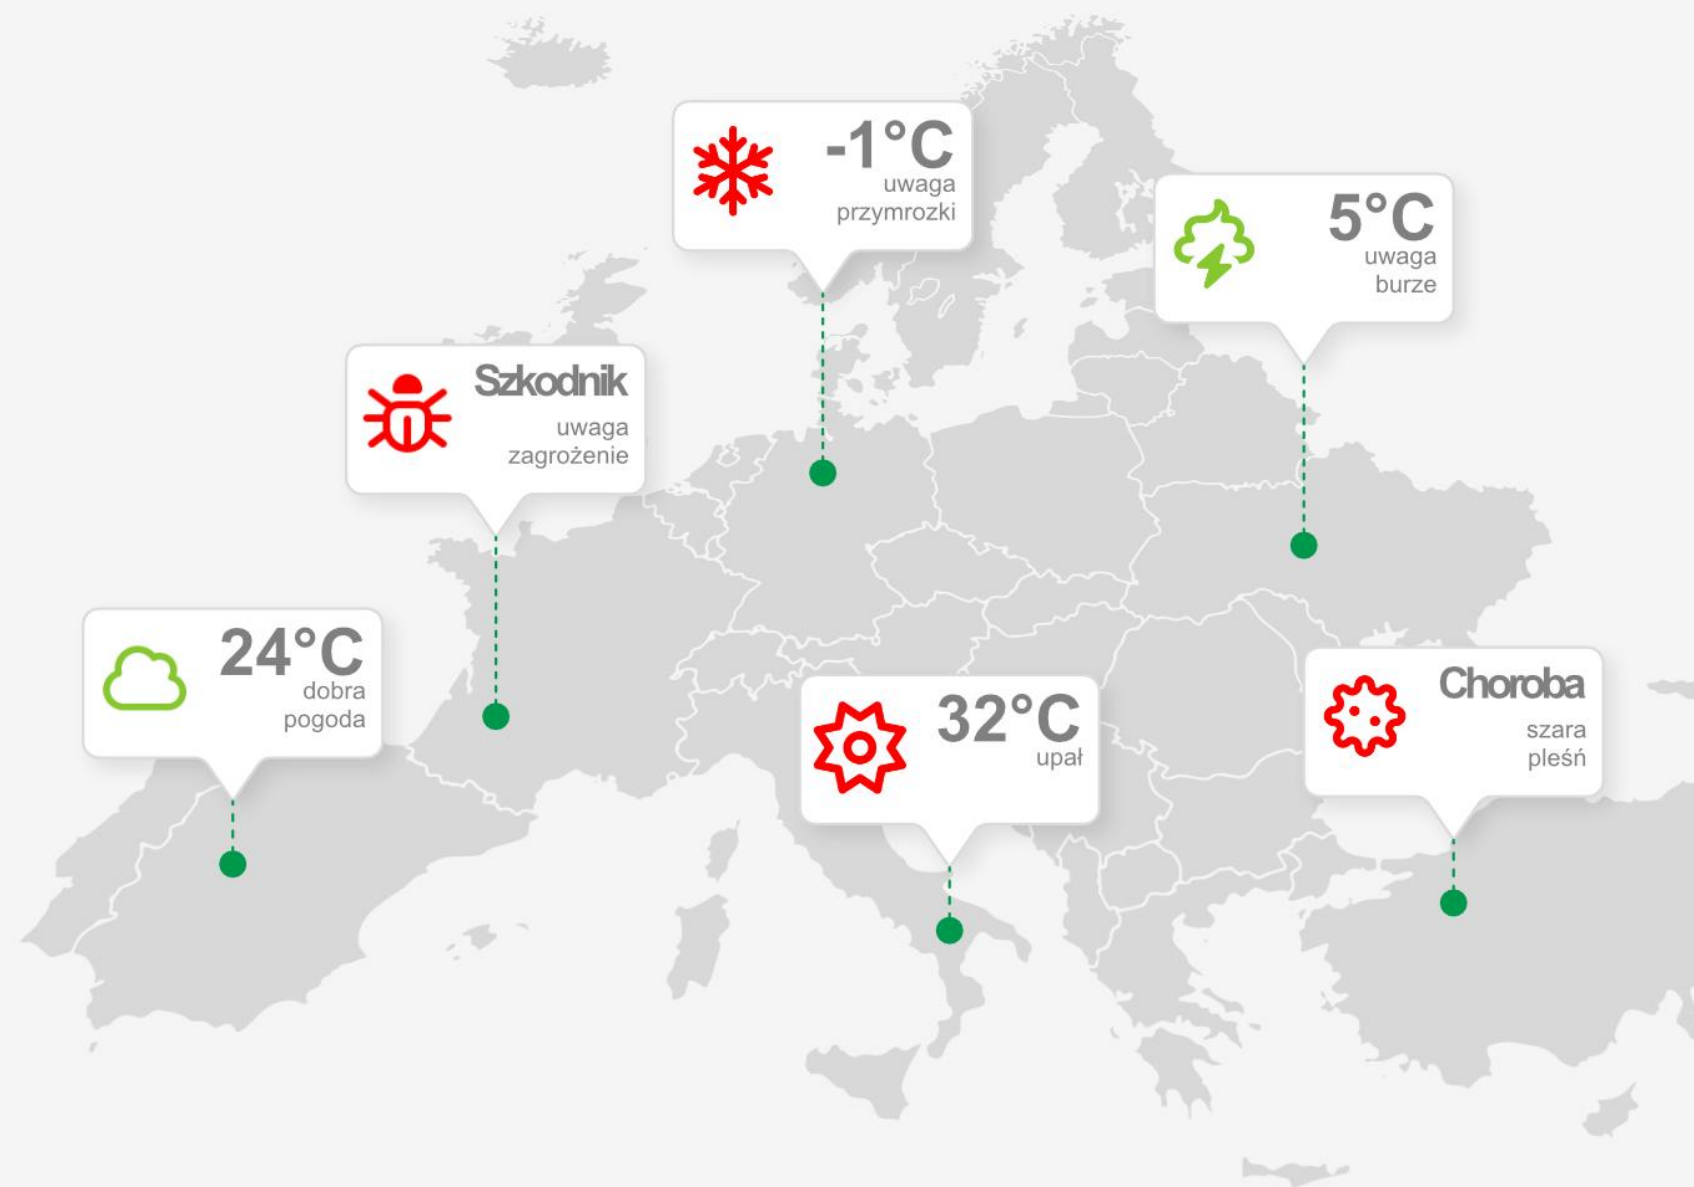 -1°C
uwaga
przymrozki
5°C
uwaga
burze
Szkodnik
uwaga
zagrożenie
24°C
dobra
pogoda
32°C
upał
Choroba
szara
pleśń